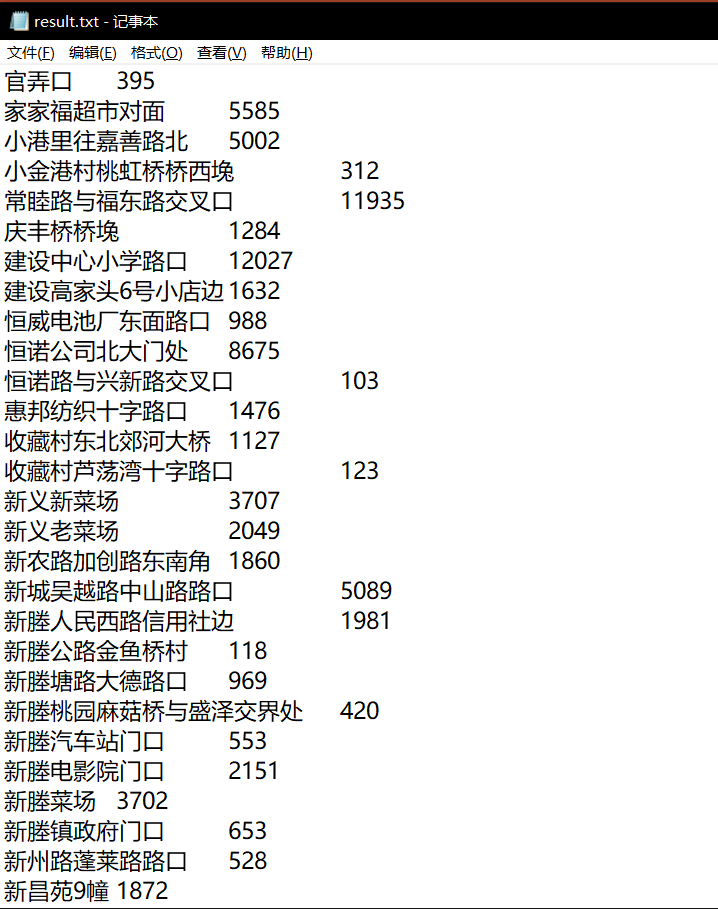 result.txt - 记事本
文件(F) 编辑(E) 格式(O) 查看(V) 帮助(H)
官弄口 395
家家福超市对面 5585
小港里往嘉善路北 5002
小金港村桃虹桥桥西堍 312
常睦路与福东路交叉口 11935
庆丰桥桥堍 1284
建设中心小学路口 12027
建设高家头6号小店边 1632
恒威电池厂东面路口 988
恒诺公司北大门处 8675
恒诺路与兴新路交叉口 103
惠邦纺织十字路口 1476
收藏村东北郊河大桥 1127
收藏村芦荡湾十字路口 123
新义新菜场 3707
新义老菜场 2049
新农路加创路东南角 1860
新城吴越路中山路路口 5089
新塍人民西路信用社边 1981
新塍公路金鱼桥村 118
新塍塘路大德路口 969
新塍桃园麻菇桥与盛泽交界处 420
新塍汽车站门口 553
新塍电影院门口 2151
新塍菜场 3702
新塍镇政府门口 653
新州路蓬莱路路口 528
新昌苑9幢 1872